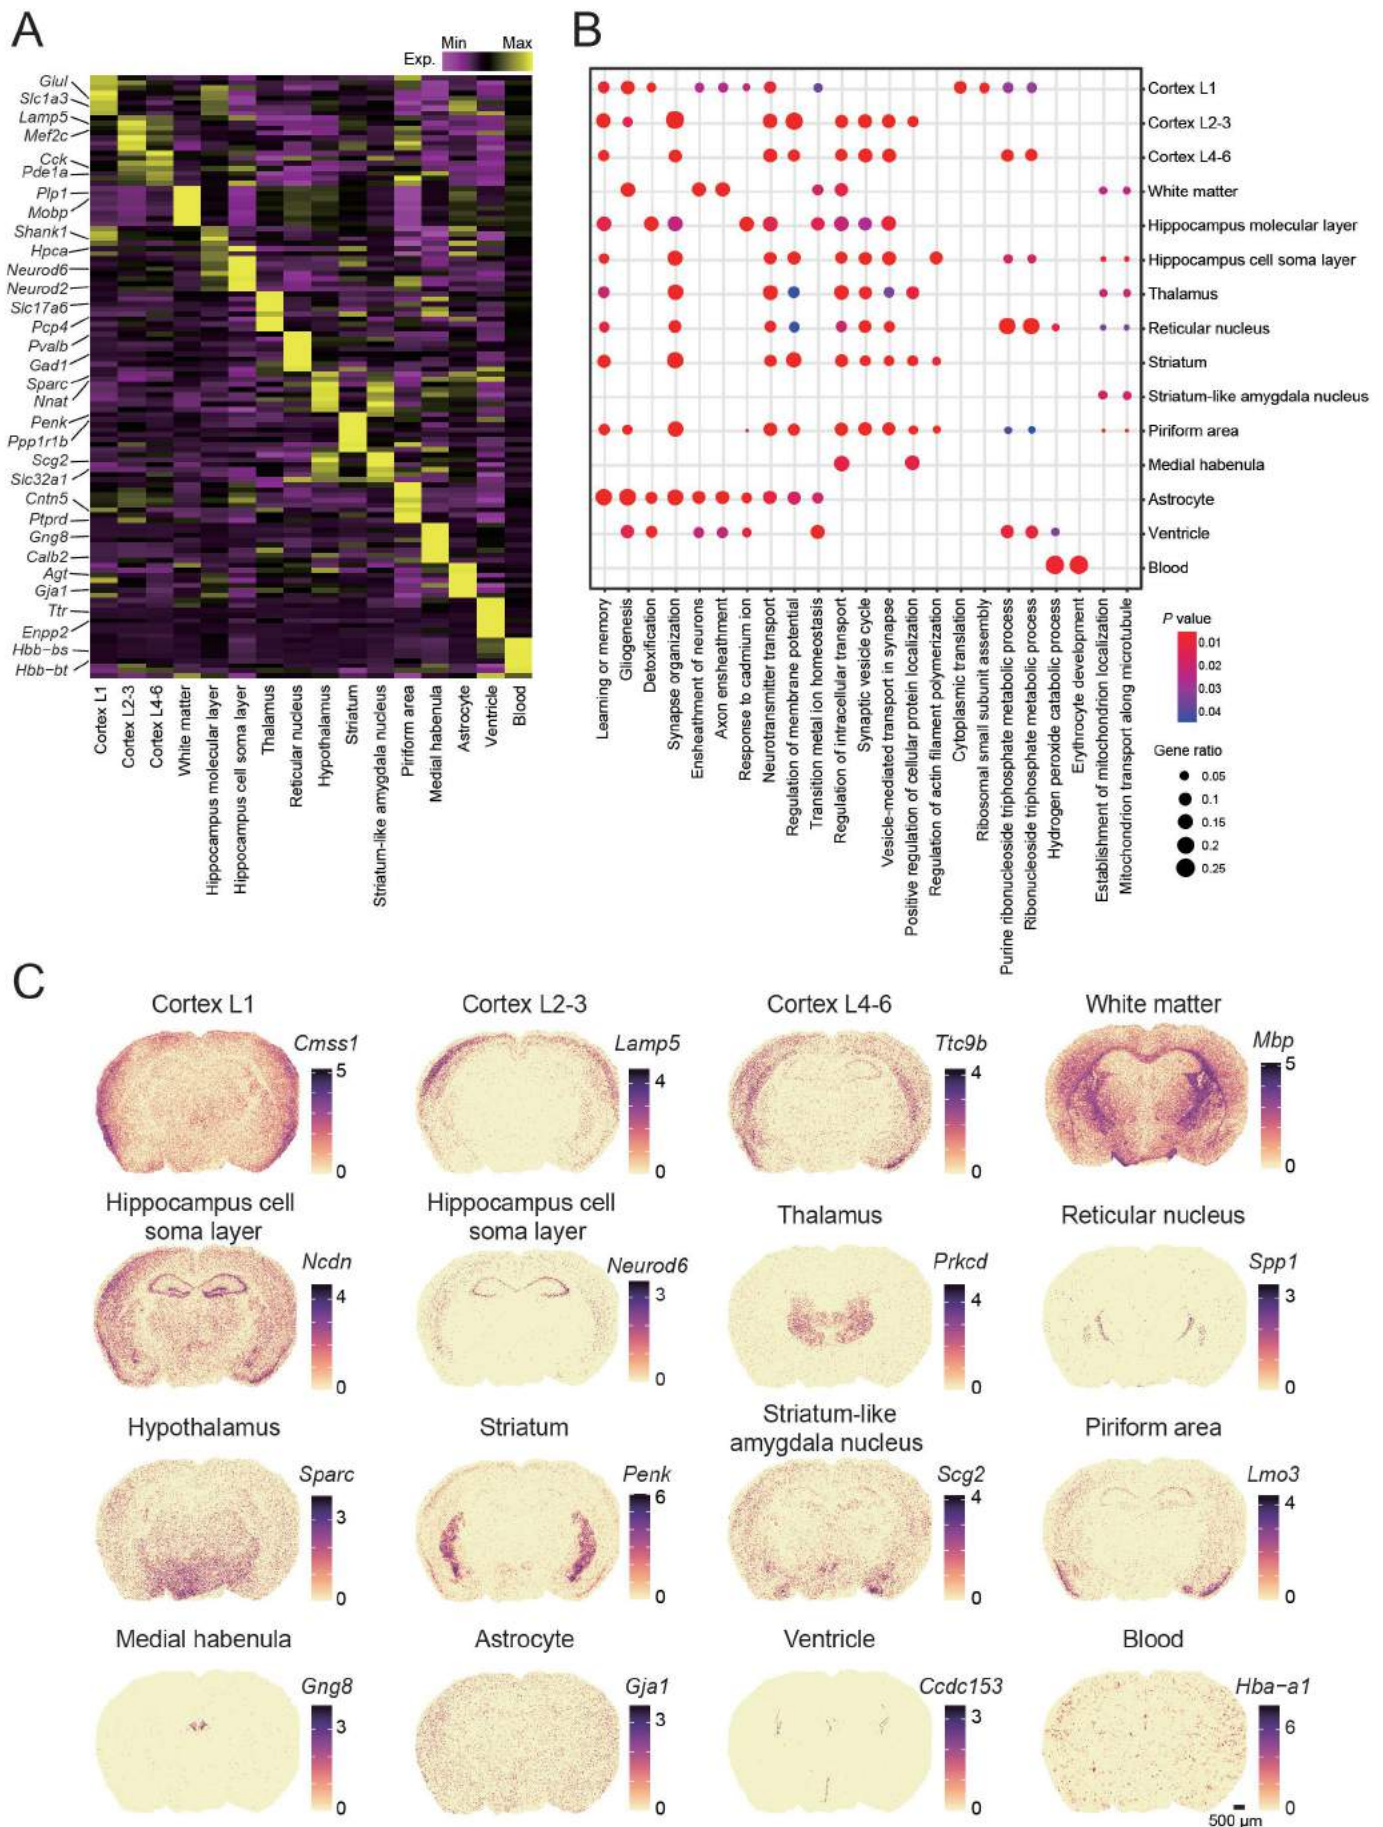 A
Min
Max
Exp.
Glul
Slc1a3
Lamp5
Mef2c
Cck
Pde1a
Plp1
Mobp
Shank1
Hpca
Neurod6
Neurod2
Slc17a6
Pcp4
Pvalb
Gad1
Sparc
Nnat
Penk
Ppp1r1b
Scg2
Slc32a1
Cntn5
Ptprd
Gng8
Calb2
Agt
Gja1
Ttr
Enpp2
Hbb-bs
Hbb-bt
Cortex L1
Cortex L2-3
Cortex L4-6
White matter
Hippocampus molecular layer
Hippocampus cell soma layer
Thalamus
Reticular nucleus
Hypothalamus
Striatum
Striatum-like amygdala nucleus
Piriform area
Medial habenula
Astrocyte
Ventricle
Blood
B
Cortex L1
Cortex L2-3
Cortex L4-6
White matter
Hippocampus molecular layer
Hippocampus cell soma layer
Thalamus
Reticular nucleus
Striatum
Striatum-like amygdala nucleus
Piriform area
Medial habenula
Astrocyte
Ventricle
Blood
Learning or memory
Gliogenesis
Detoxification
Synapse organization
Ensheathment of neurons
Axon ensheathment
Response to cadmium ion
Neurotransmitter transport
Regulation of membrane potential
Transition metal ion homeostasis
Regulation of intracellular transport
Synaptic vesicle cycle
Vesicle-mediated transport in synapse
Positive regulation of cellular protein localization
Regulation of actin filament polymerization
Cytoplasmic translation
Ribosomal small subunit assembly
Purine ribonucleoside triphosphate metabolic process
Ribonucleoside triphosphate metabolic process
Hydrogen peroxide catabolic process
Erythrocyte development
Establishment of mitochondrion localization
Mitochondrion transport along microtubule
P value
0.01
0.02
0.03
0.04
Gene ratio
0.05
0.1
0.15
0.2
0.25
C
Cortex L1
Cmss1
5
0
Cortex L2-3
Lamp5
4
0
Cortex L4-6
Ttc9b
4
0
White matter
Mbp
5
0
Hippocampus cell
soma layer
Ncdn
4
0
Hippocampus cell
soma layer
Neurod6
3
0
Thalamus
Prkcd
4
0
Reticular nucleus
Spp1
3
0
Hypothalamus
Sparc
3
0
Striatum
Penk
6
0
Striatum-like
amygdala nucleus
Scg2
4
0
Piriform area
Lmo3
4
0
Medial habenula
Gng8
3
0
Astrocyte
Gja1
3
0
Ventricle
Ccdc153
3
0
Blood
Hba−a1
6
0
500 µm